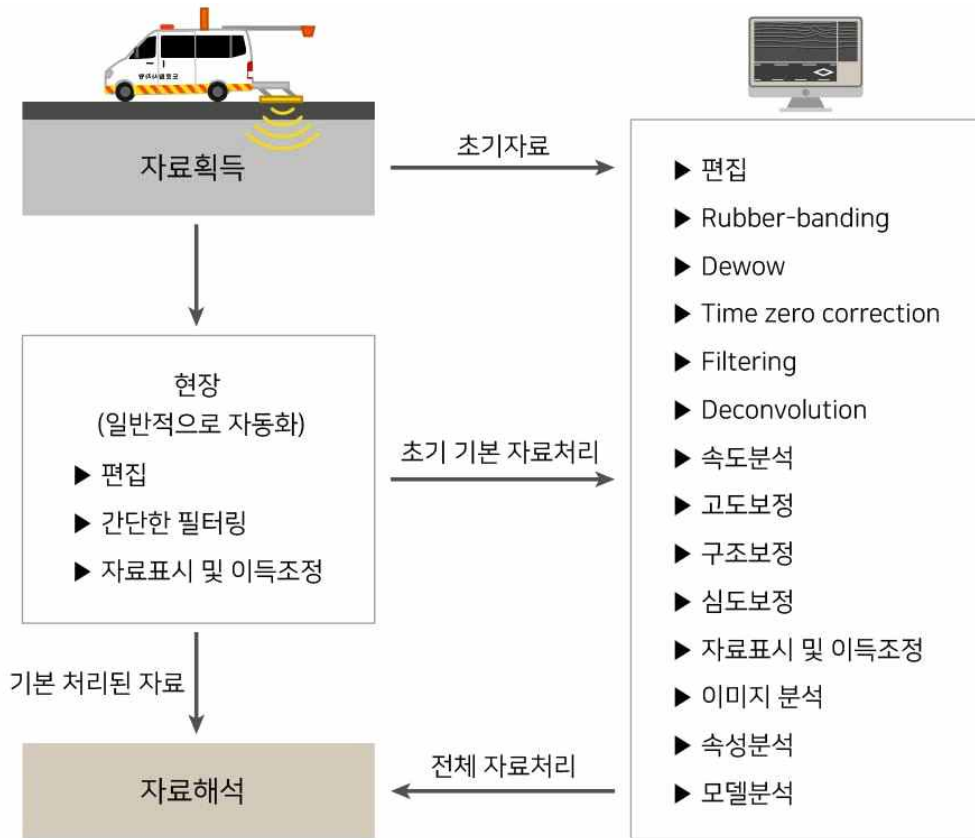 자료획득
초기자료
현장
(일반적으로 자동화)
▶ 편집
▶ 간단한 필터링
▶ 자료표시 및 이득조정
초기 기본 자료처리
기본 처리된 자료
자료해석
전체 자료처리
▶ 편집
▶ Rubber-banding
▶ Dewow
▶ Time zero correction
▶ Filtering
▶ Deconvolution
▶ 속도분석
▶ 고도보정
▶ 구조보정
▶ 심도보정
▶ 자료표시 및 이득조정
▶ 이미지 분석
▶ 속성분석
▶ 모델분석